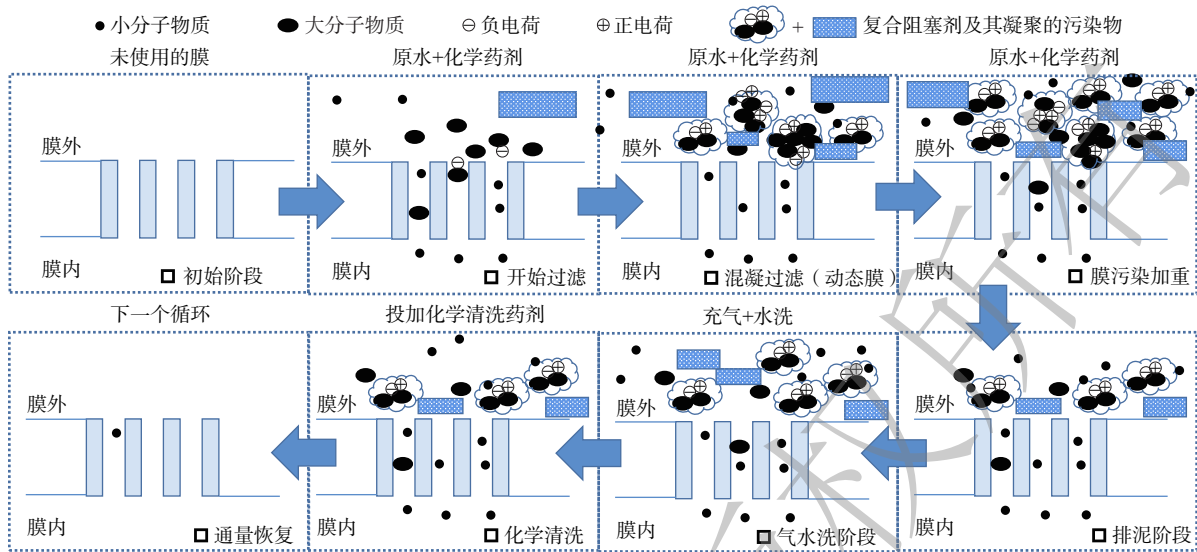 小分子物质 大分子物质 负电荷 正电荷 + 复合阻塞剂及其凝聚的污染物
未使用的膜 原水+化学药剂 原水+化学药剂 原水+化学药剂
膜外 膜外 膜外 膜外
膜内 初始阶段 膜内 开始过滤 膜内 混凝过滤（动态膜） 膜内 膜污染加重
下一个循环 投加化学清洗药剂 充气+水洗
膜外 膜外 膜外 膜外
膜内 通量恢复 膜内 化学清洗 膜内 气水洗阶段 膜内 排泥阶段
权所有